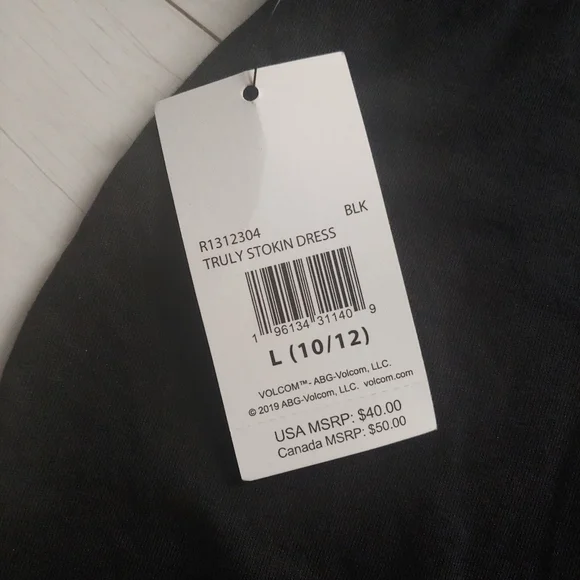 BLK
R1312304
TRULY STOKIN DRESS
1 96134 31140 9
L (10/12)
VOLCOM™- ABG-Volcom, LLC.
© 2019 ABG-Volcom, LLC. volcom.com
USA MSRP: $40.00
Canada MSRP: $50.00